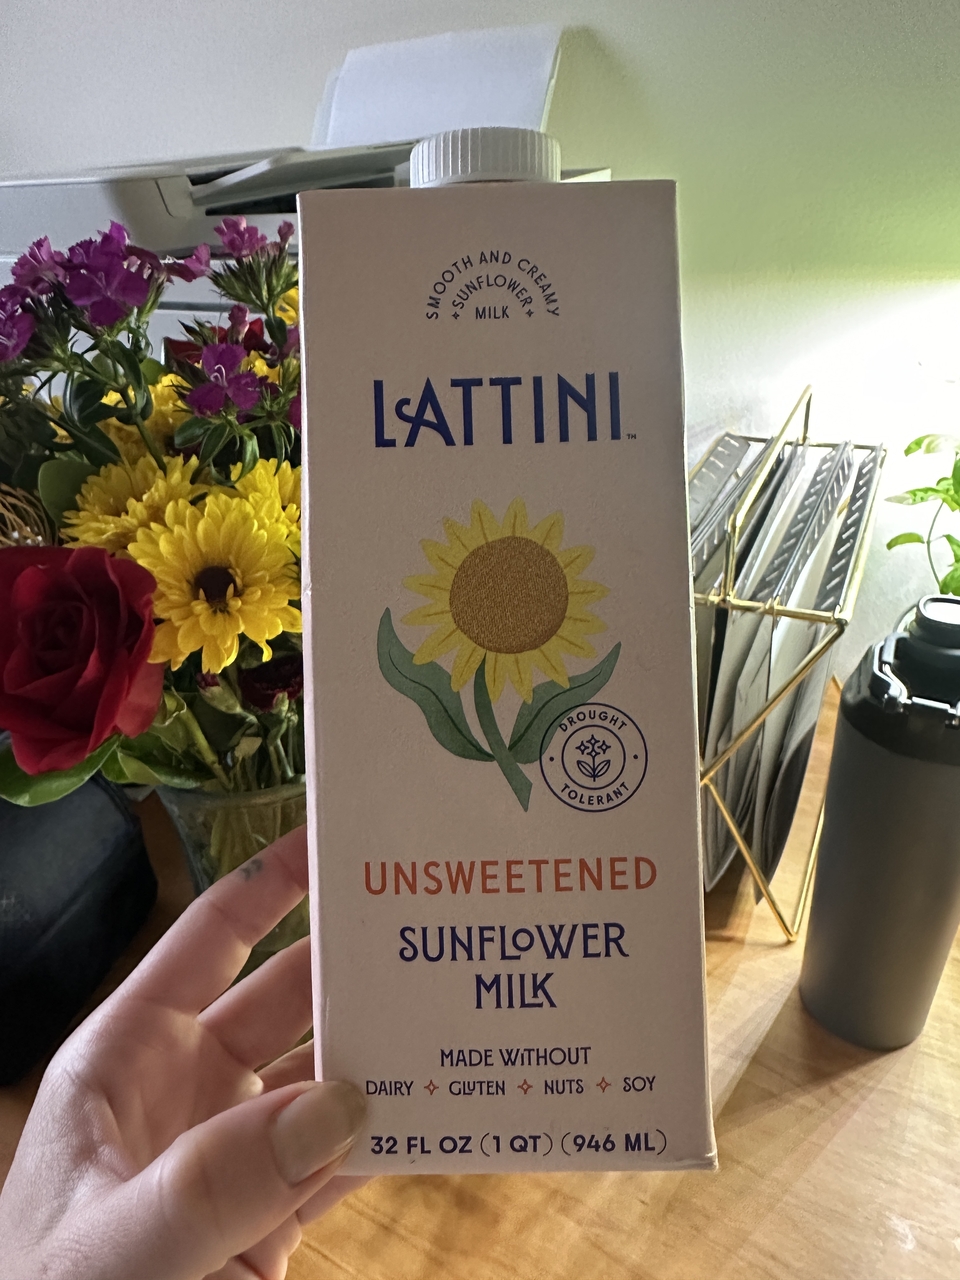 SMOOTH AND CREAMY
SUNFLOWER
MILK
LATTINI™
DROUGHT
TOLERANT
UNSWEETENED
SUNFLOWER
MILK
MADE WITHOUT
DAIRY ✧ GLUTEN ✧ NUTS ✧ SOY
32 FL OZ (1 QT) (946 ML)